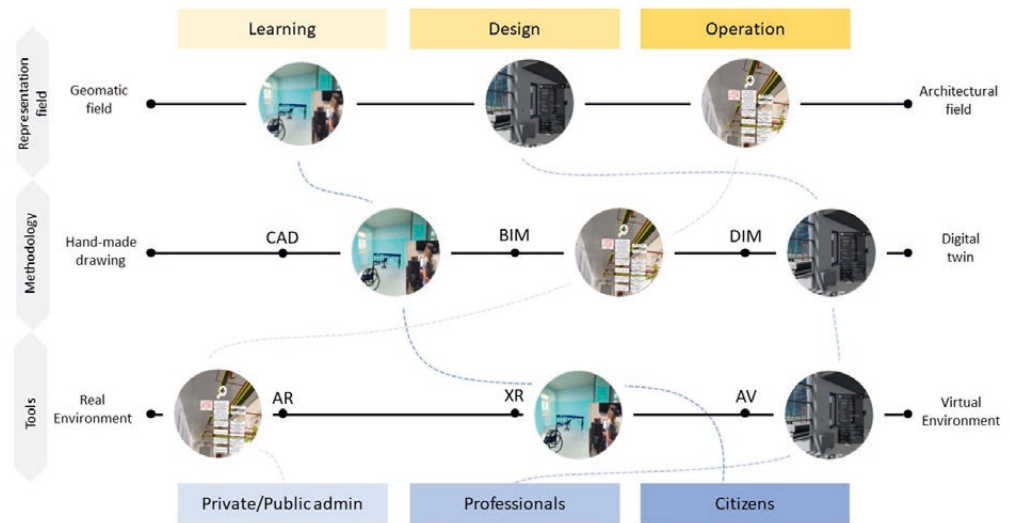 Learning
Design
Operation
Representation
field
Geomatic
field
Architectural
field
Methodology
Hand-made
drawing
CAD
BIM
DIM
Digital
twin
Tools
Real
Environment
AR
XR
AV
Virtual
Environment
Private/Public admin
Professionals
Citizens